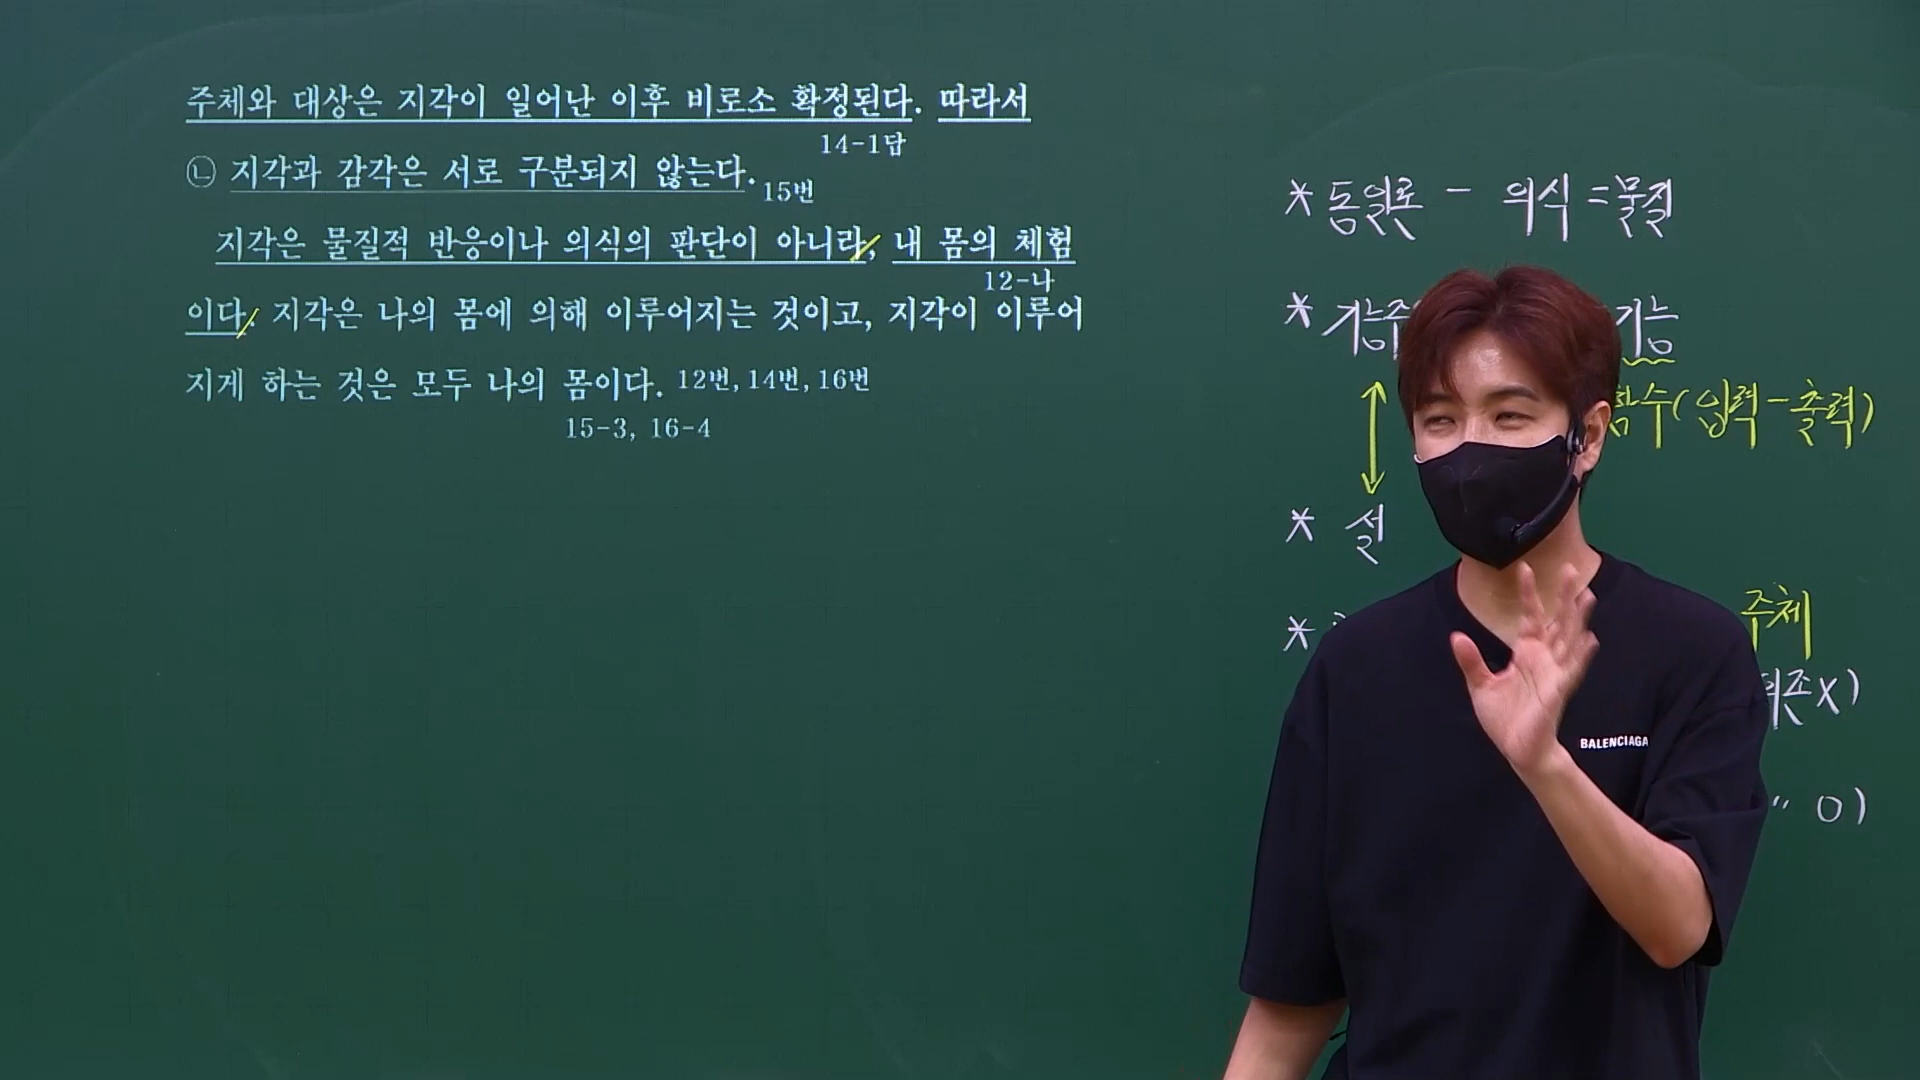 주체와 대상은 지각이 일어난 이후 비로소 확정된다. 따라서
14-1답
㉡ 지각과 감각은 서로 구분되지 않는다. 15번
지각은 물질적 반응이나 의식의 판단이 아니라, 내 몸의 체험
12-나
이다. 지각은 나의 몸에 의해 이루어지는 것이고, 지각이 이루어
지게 하는 것은 모두 나의 몸이다. 12번, 14번, 16번
15-3, 16-4
* 동일론 - 의식 = 물질
* 기능
함수(입력-출력)
* 설
*
주체
의존X)
〃 O)
BALENCIAGA